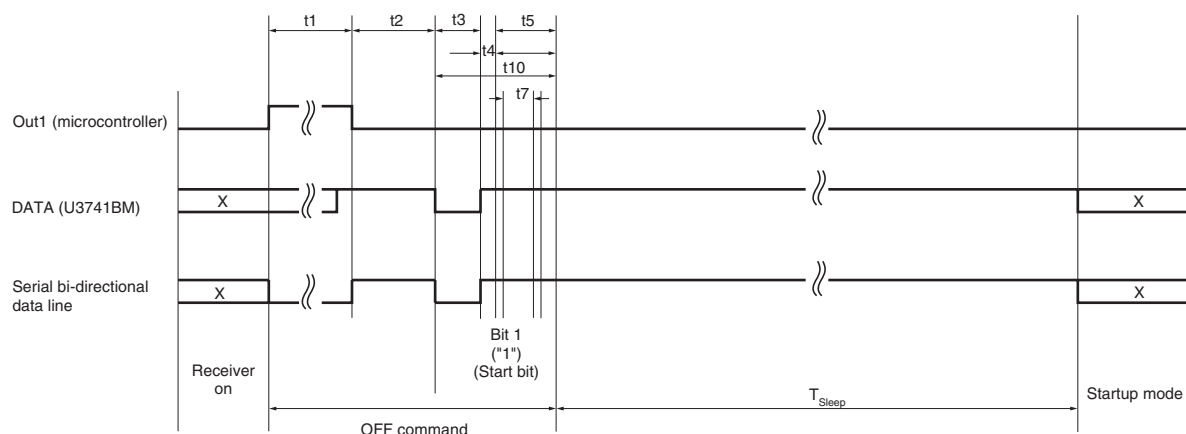 t1
t2
t3
t5
t4
t10
t7
Out1 (microcontroller)
DATA (U3741BM)
X
X
Serial bi-directional
data line
X
X
Bit 1
("1")
(Start bit)
Receiver
on
TSleep
Startup mode
OFF command